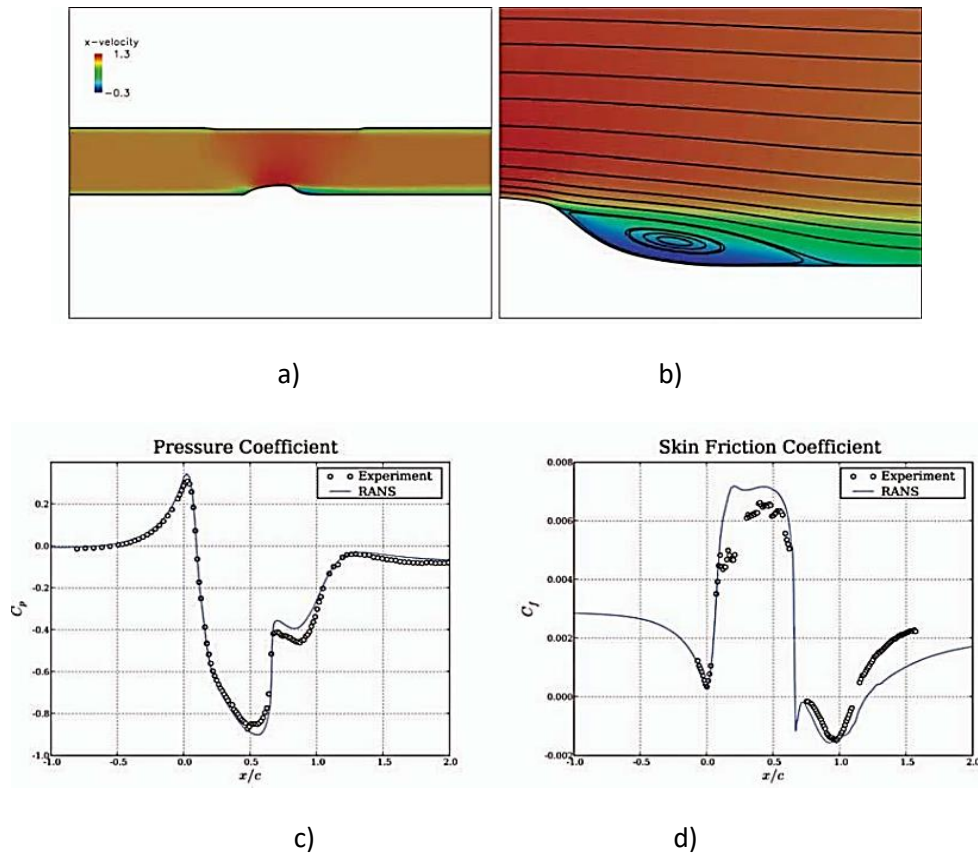 x-velocity
1.3
-0.3
a)
b)
Pressure Coefficient
Experiment
RANS
0.2
0.0
-0.2
-0.4
-0.6
-0.8
-1.0
C_p
-1.0
-0.5
0.0
0.5
1.0
1.5
2.0
x/c
Skin Friction Coefficient
Experiment
RANS
0.008
0.006
0.004
0.002
0.000
-0.002
C_f
-1.0
-0.5
0.0
0.5
1.0
1.5
2.0
x/c
c)
d)